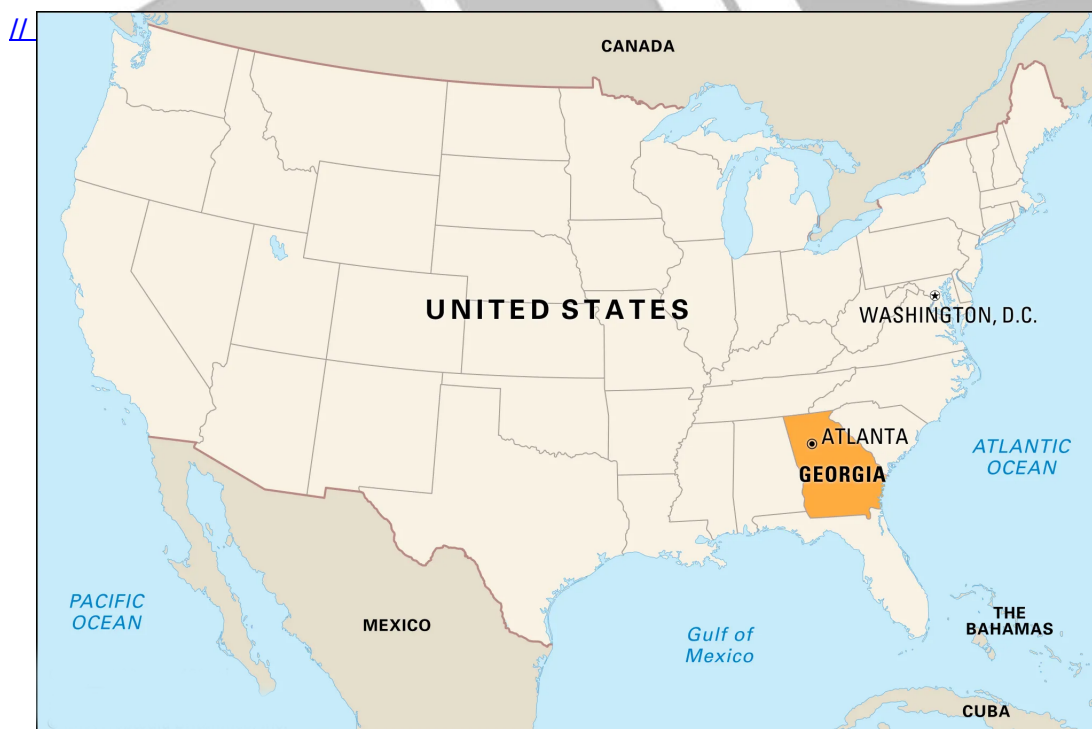 //
CANADA
UNITED STATES
WASHINGTON, D.C.
ATLANTA
GEORGIA
ATLANTIC
OCEAN
PACIFIC
OCEAN
MEXICO
Gulf of
Mexico
THE
BAHAMAS
CUBA